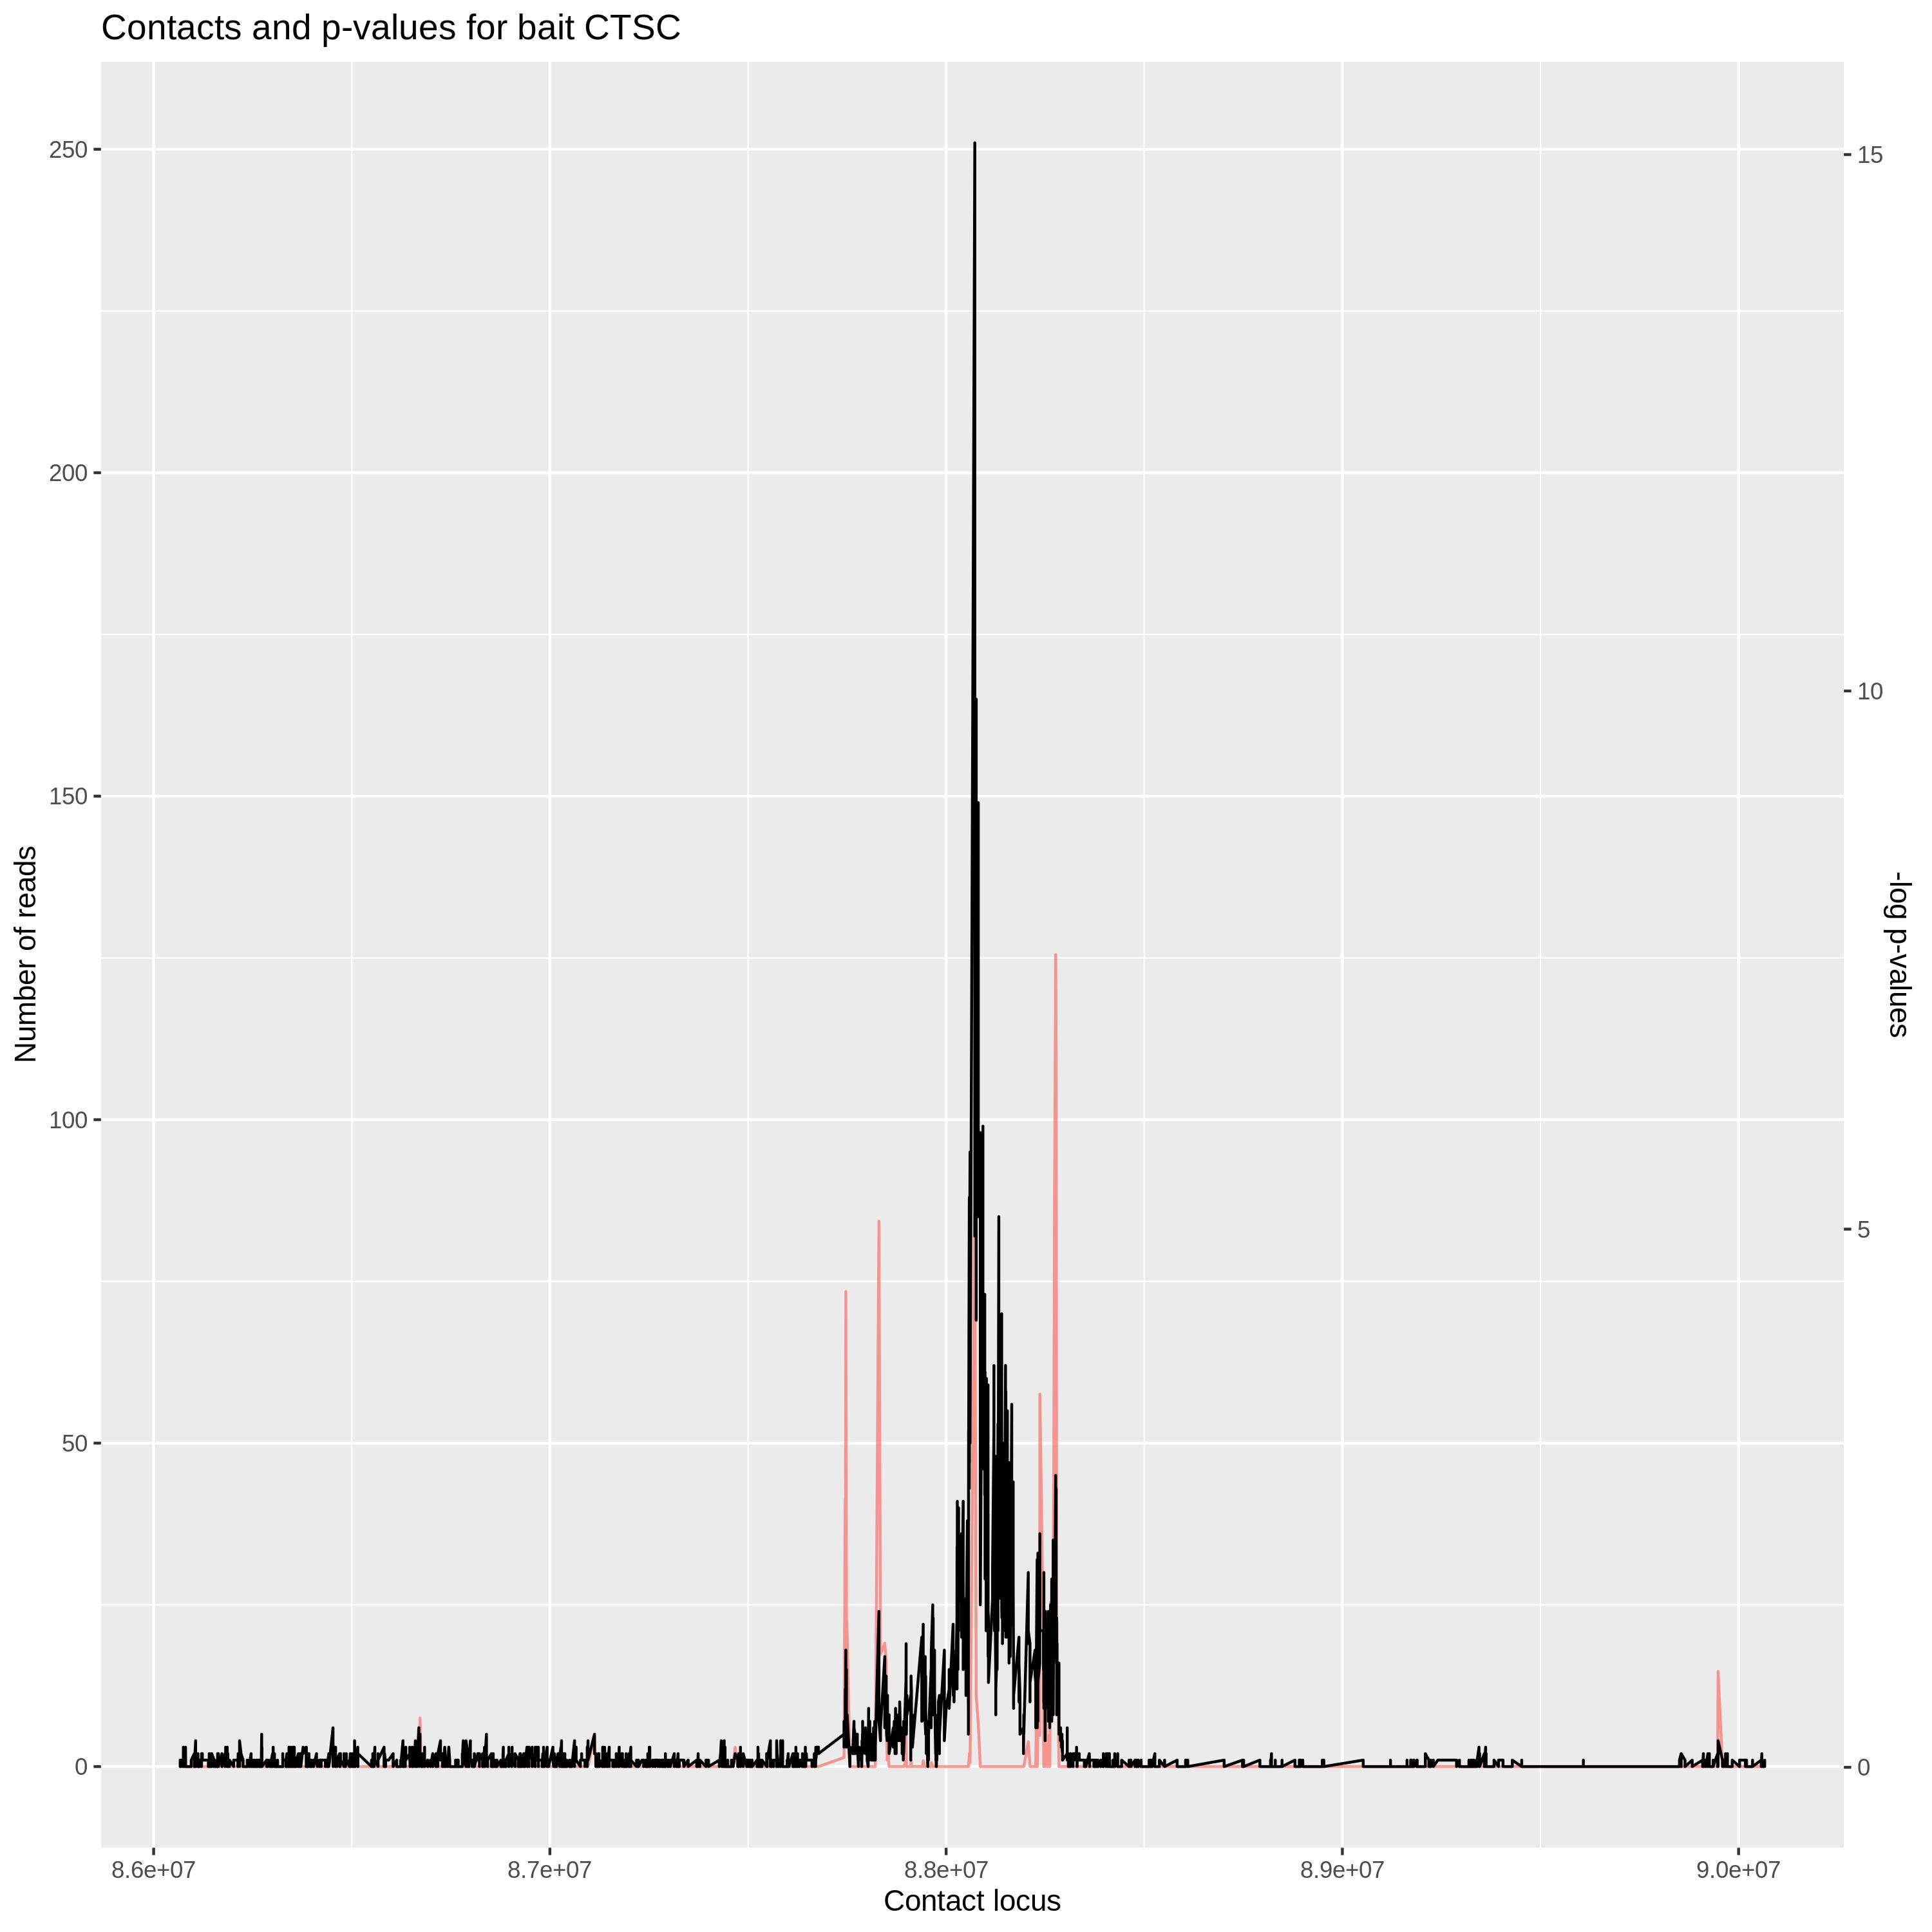 Contacts and p-values for bait CTSC
250
200
150
100
50
0
Number of reads
15
10
5
0
-log p-values
8.6e+07 8.7e+07 8.8e+07 8.9e+07 9.0e+07
Contact locus